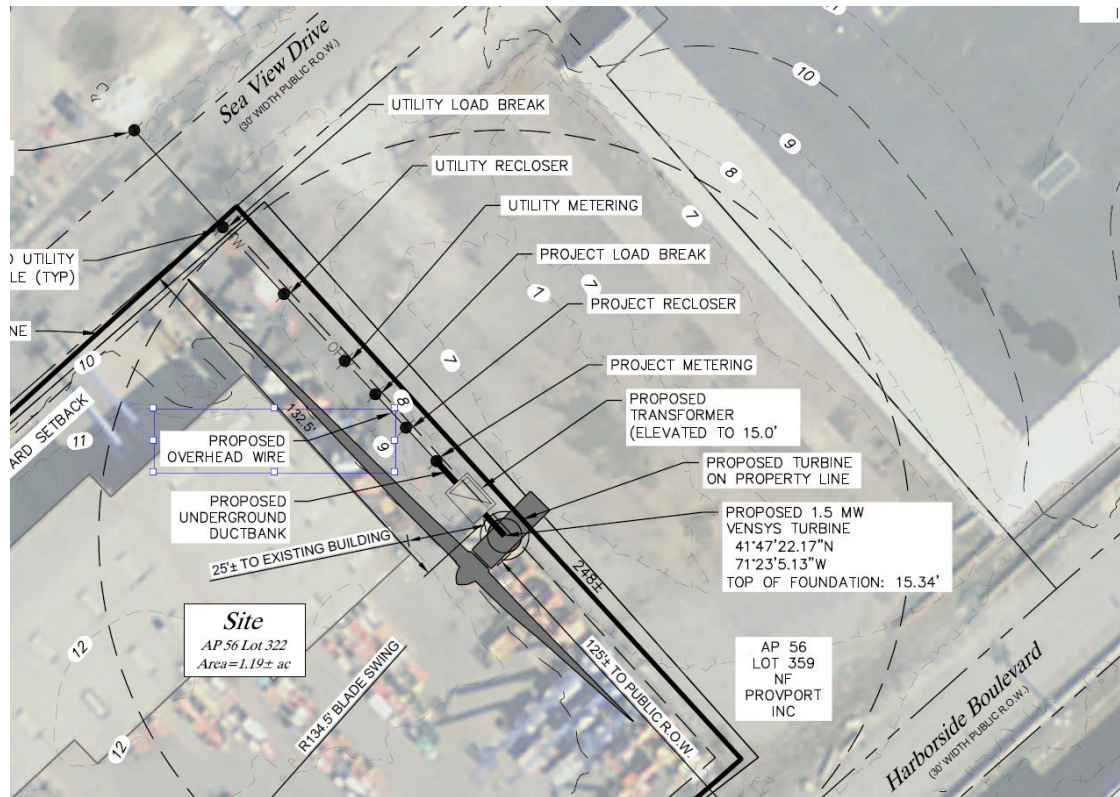 Sea View Drive
(30' WIDTH PUBLIC R.O.W.)
UTILITY LOAD BREAK
UTILITY RECLOSER
UTILITY METERING
PROJECT LOAD BREAK
PROJECT RECLOSER
PROJECT METERING
PROPOSED
TRANSFORMER
(ELEVATED TO 15.0'
PROPOSED TURBINE
ON PROPERTY LINE
PROPOSED 1.5 MW
VENSYS TURBINE
41°47'22.17"N
71°23'5.13"W
TOP OF FOUNDATION: 15.34'
UTILITY
LE (TYP)
NE
ARD SETBACK
PROPOSED
OVERHEAD WIRE
PROPOSED
UNDERGROUND
DUCTBANK
132.5'
25'± TO EXISTING BUILDING
248±
125'± TO PUBLIC R.O.W.
R134.5' BLADE SWING
Site
AP 56 Lot 322
Area=1.19± ac
AP 56
LOT 359
NF
PROVPORT
INC
Harborside Boulevard
(30' WIDTH PUBLIC R.O.W.)
10
9
8
7
7
7
7
8
9
10
11
12
12